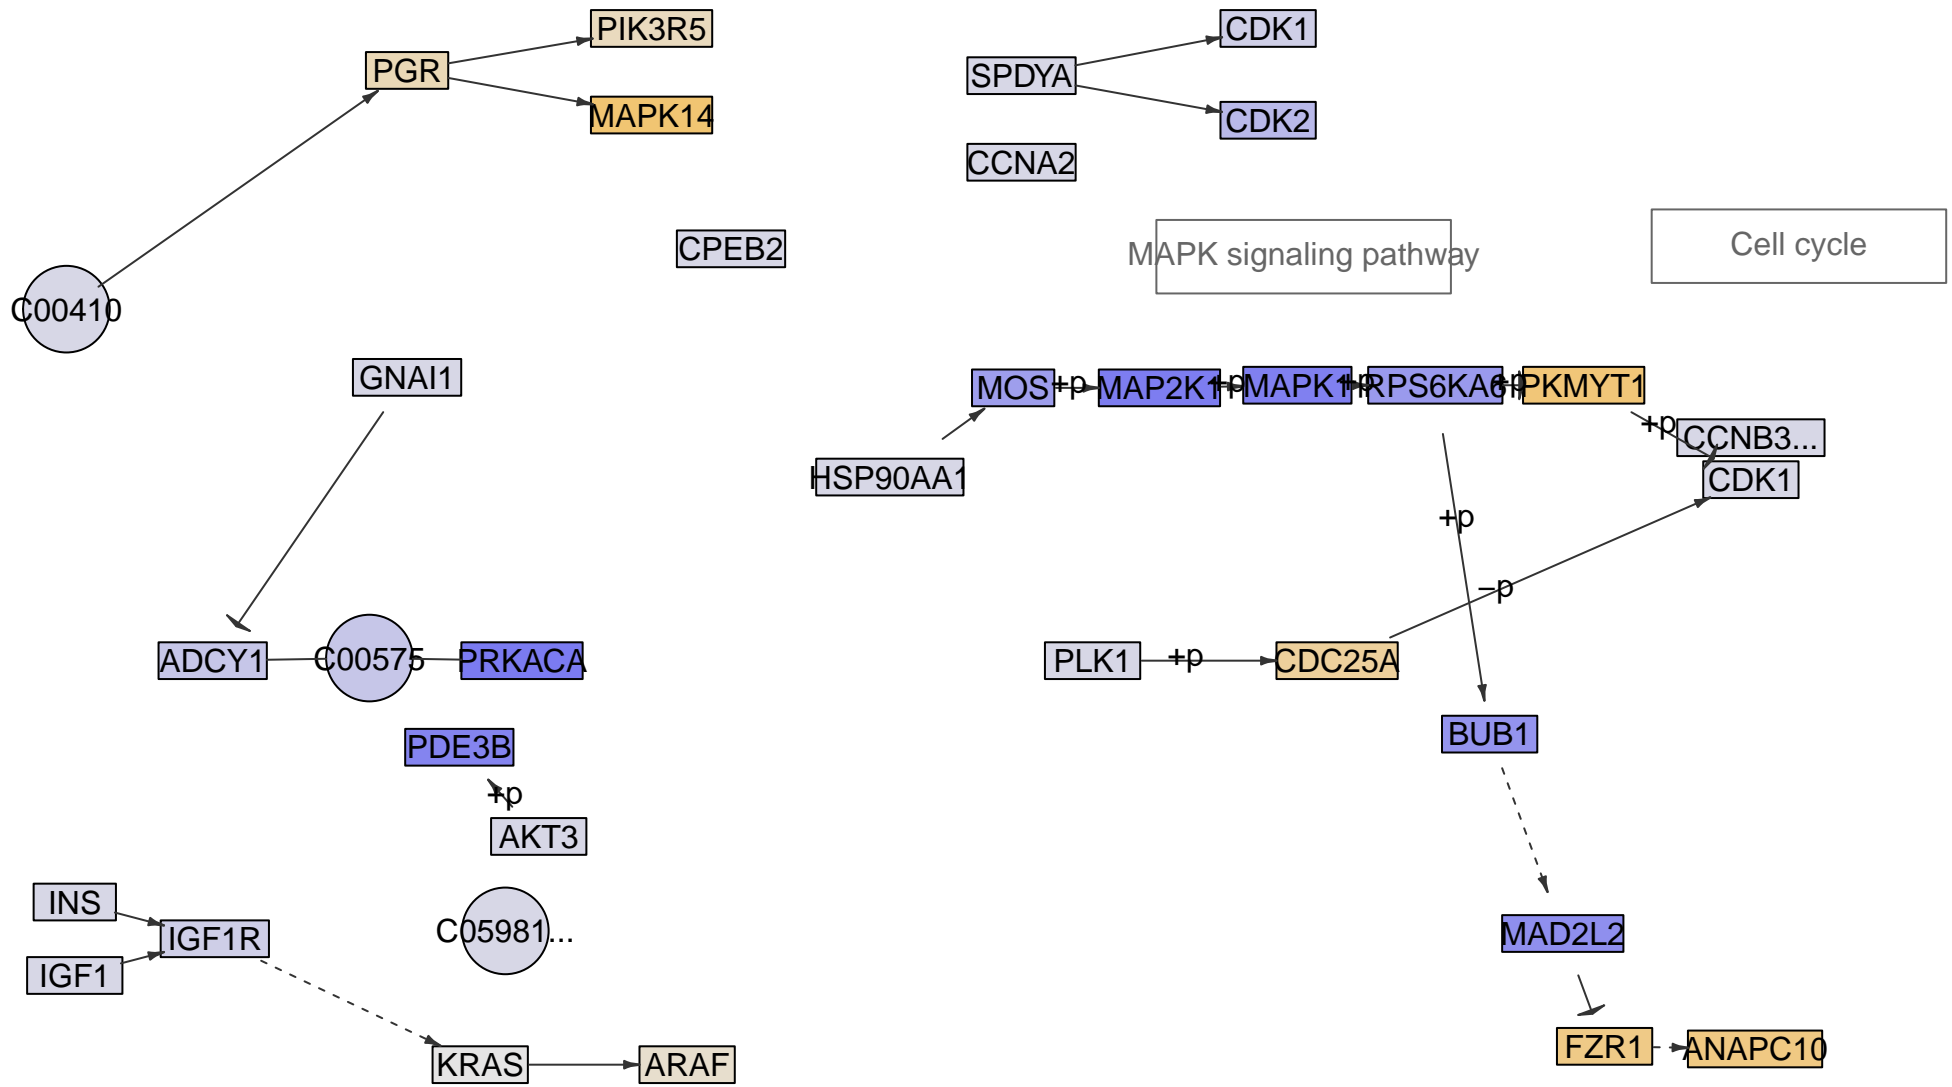 PIK3R5
CDK1
PGR
SPDYA
MAPK14
CDK2
CCNA2
CPEB2
MAPK signaling pathway
Cell cycle
C00410
GNAI1
MOS
+p
MAP2K1
+p
MAPK1
+p
RPS6KA6
+p
PKMYT1
+p
CCNB3...
HSP90AA1
CDK1
+p
−p
ADCY1
C00575
PRKACA
PLK1
+p
CDC25A
BUB1
PDE3B
+p
AKT3
INS
IGF1R
C05981...
MAD2L2
IGF1
KRAS
ARAF
FZR1
ANAPC10